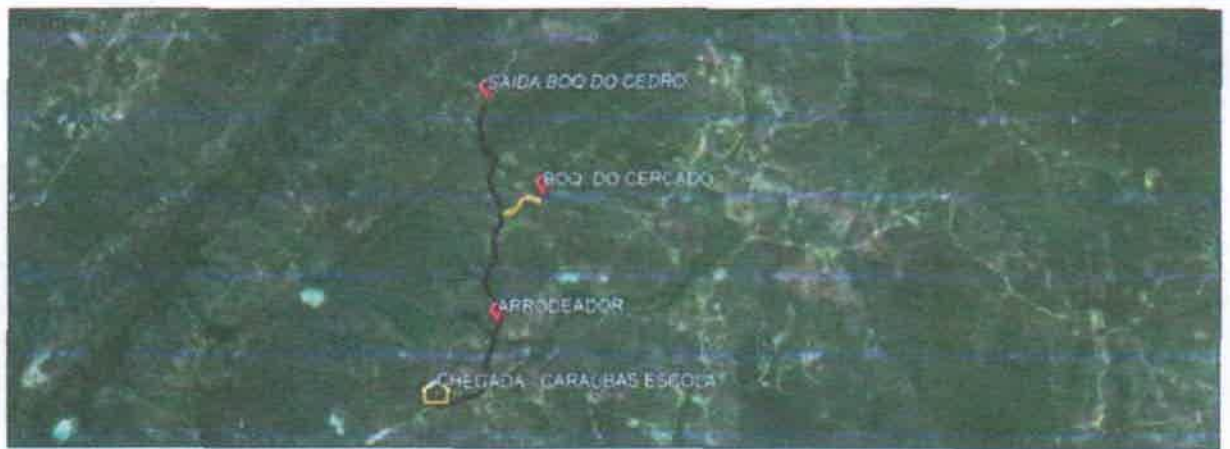 SAIDA BOQ DO CEDRO
BOQ. DO CERCADO
ARRODEADOR
CHEGADA - CARAUBAS ESCOLA